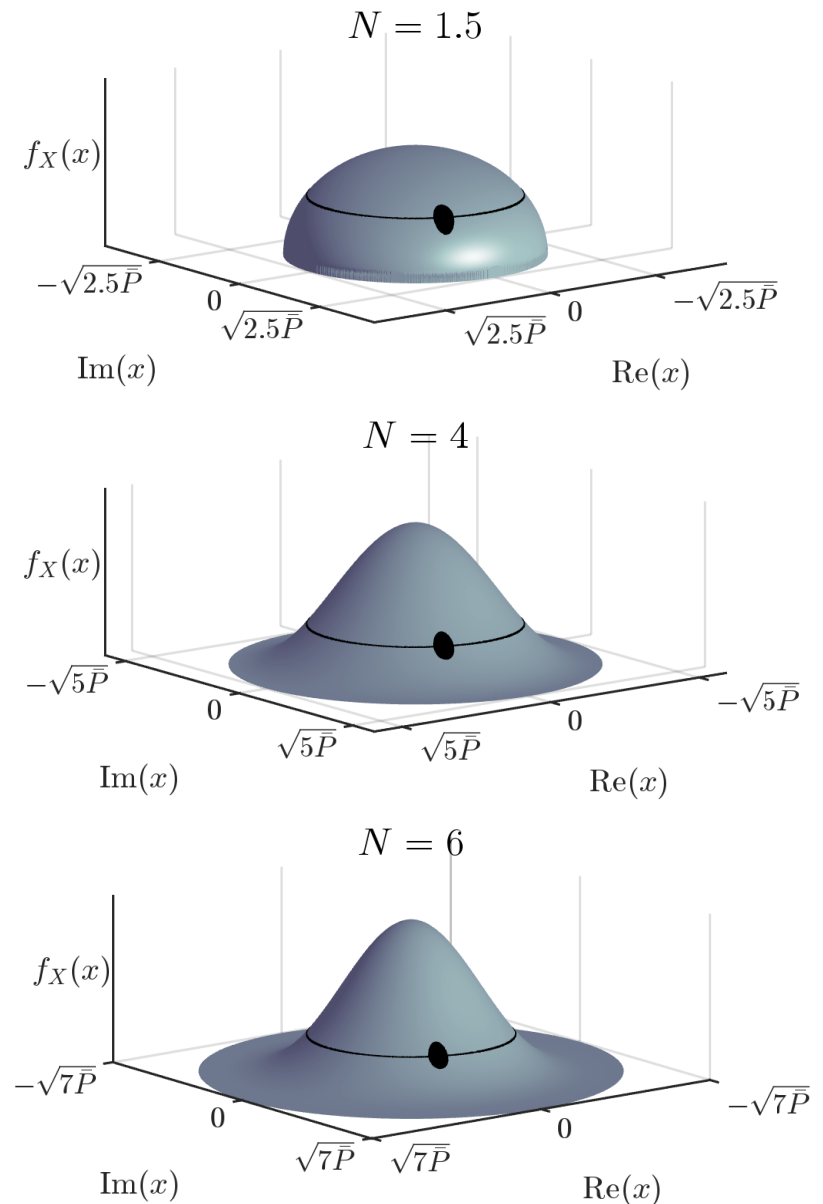 N = 1.5
f_X(x)
−√2.5P̄
0
√2.5P̄
Im(x)
√2.5P̄
0
−√2.5P̄
Re(x)
N = 4
f_X(x)
−√5P̄
0
√5P̄
Im(x)
√5P̄
0
−√5P̄
Re(x)
N = 6
f_X(x)
−√7P̄
0
√7P̄
Im(x)
√7P̄
0
−√7P̄
Re(x)